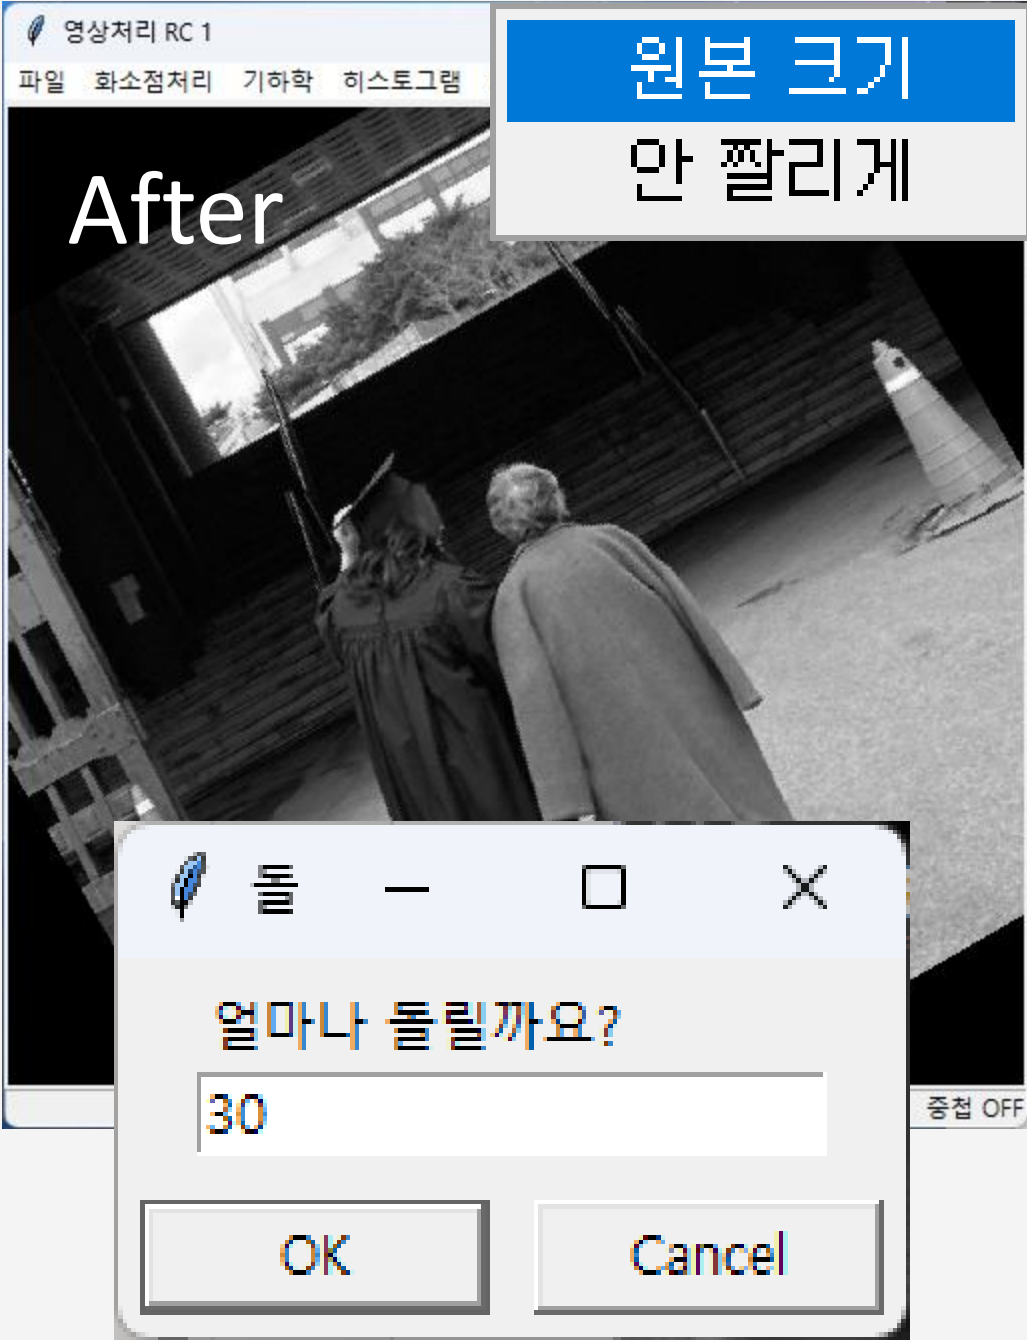 영상처리 RC 1
파일 화소점처리 기하학 히스토그램
원본 크기
안 짤리게
After
돌
얼마나 돌릴까요?
30
OK Cancel
중첩 OFF